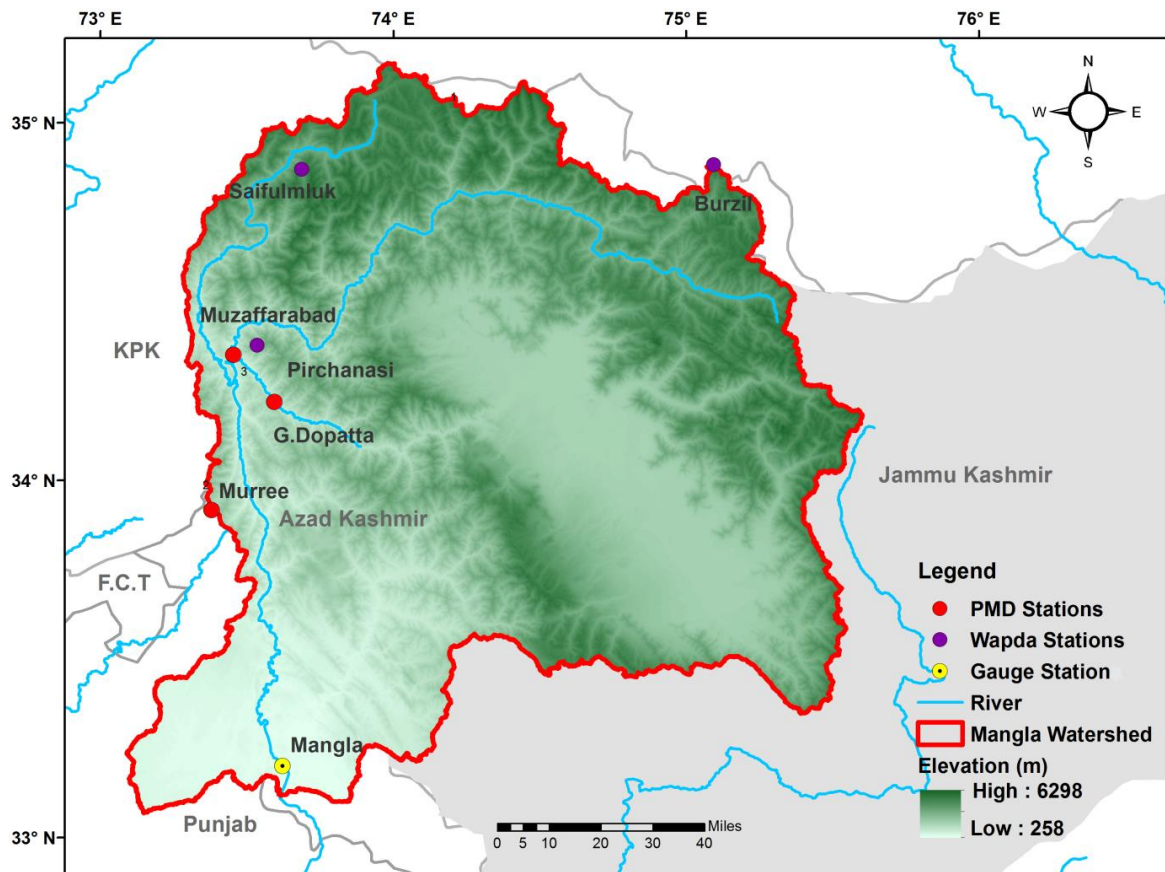 73° E
74° E
75° E
76° E
N
W
E
S
35° N
34° N
33° N
1
Saifulmluk
Burzil
Muzaffarabad
KPK
3
Pirchanasi
G.Dopatta
2
Murree
Azad Kashmir
Jammu Kashmir
F.C.T
Mangla
Punjab
Legend
PMD Stations
Wapda Stations
Gauge Station
River
Mangla Watershed
Elevation (m)
High : 6298
Low : 258
Miles
0 5 10 20 30 40